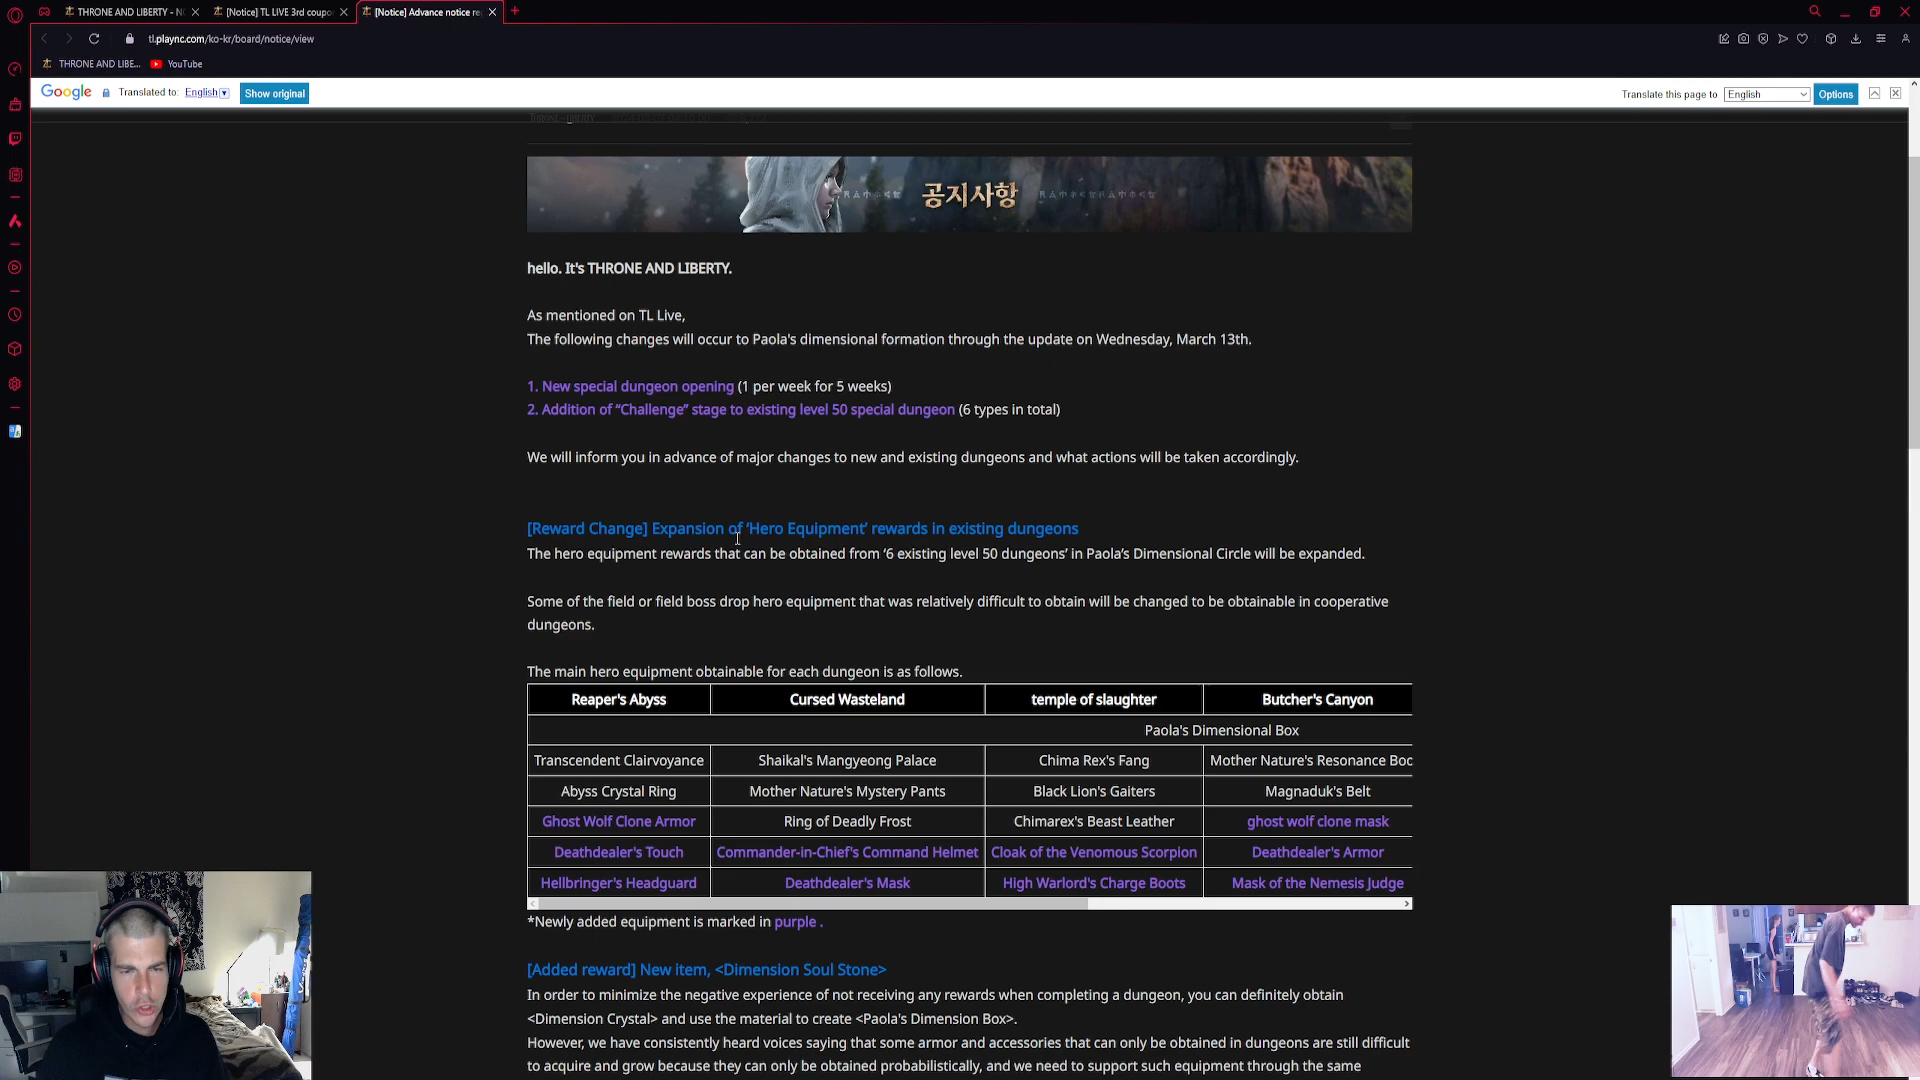 THRONE AND LIBERTY - N
[Notice] TL LIVE 3rd coupo
[Notice] Advance notice re
tl.plaync.com/ko-kr/board/notice/view
THRONE AND LIBE...
YouTube
Google
Translated to: English
Show original
Translate this page to English
Options
공지사항
hello. It's THRONE AND LIBERTY.
As mentioned on TL Live,
The following changes will occur to Paola's dimensional formation through the update on Wednesday, March 13th.
1. New special dungeon opening (1 per week for 5 weeks)
2. Addition of “Challenge” stage to existing level 50 special dungeon (6 types in total)
We will inform you in advance of major changes to new and existing dungeons and what actions will be taken accordingly.
[Reward Change] Expansion of ‘Hero Equipment’ rewards in existing dungeons
The hero equipment rewards that can be obtained from ‘6 existing level 50 dungeons’ in Paola’s Dimensional Circle will be expanded.
Some of the field or field boss drop hero equipment that was relatively difficult to obtain will be changed to be obtainable in cooperative
dungeons.
The main hero equipment obtainable for each dungeon is as follows.
Reaper's Abyss Cursed Wasteland temple of slaughter Butcher's Canyon
Paola's Dimensional Box
Transcendent Clairvoyance Shaikal's Mangyeong Palace Chima Rex's Fang Mother Nature's Resonance Boo
Abyss Crystal Ring Mother Nature's Mystery Pants Black Lion's Gaiters Magnaduk's Belt
Ghost Wolf Clone Armor Ring of Deadly Frost Chimarex's Beast Leather ghost wolf clone mask
Deathdealer's Touch Commander-in-Chief's Command Helmet Cloak of the Venomous Scorpion Deathdealer's Armor
Hellbringer's Headguard Deathdealer's Mask High Warlord's Charge Boots Mask of the Nemesis Judge
*Newly added equipment is marked in purple .
[Added reward] New item, <Dimension Soul Stone>
In order to minimize the negative experience of not receiving any rewards when completing a dungeon, you can definitely obtain
<Dimension Crystal> and use the material to create <Paola's Dimension Box>.
However, we have consistently heard voices saying that some armor and accessories that can only be obtained in dungeons are still difficult
to acquire and grow because they can only be obtained probabilistically, and we need to support such equipment through the same